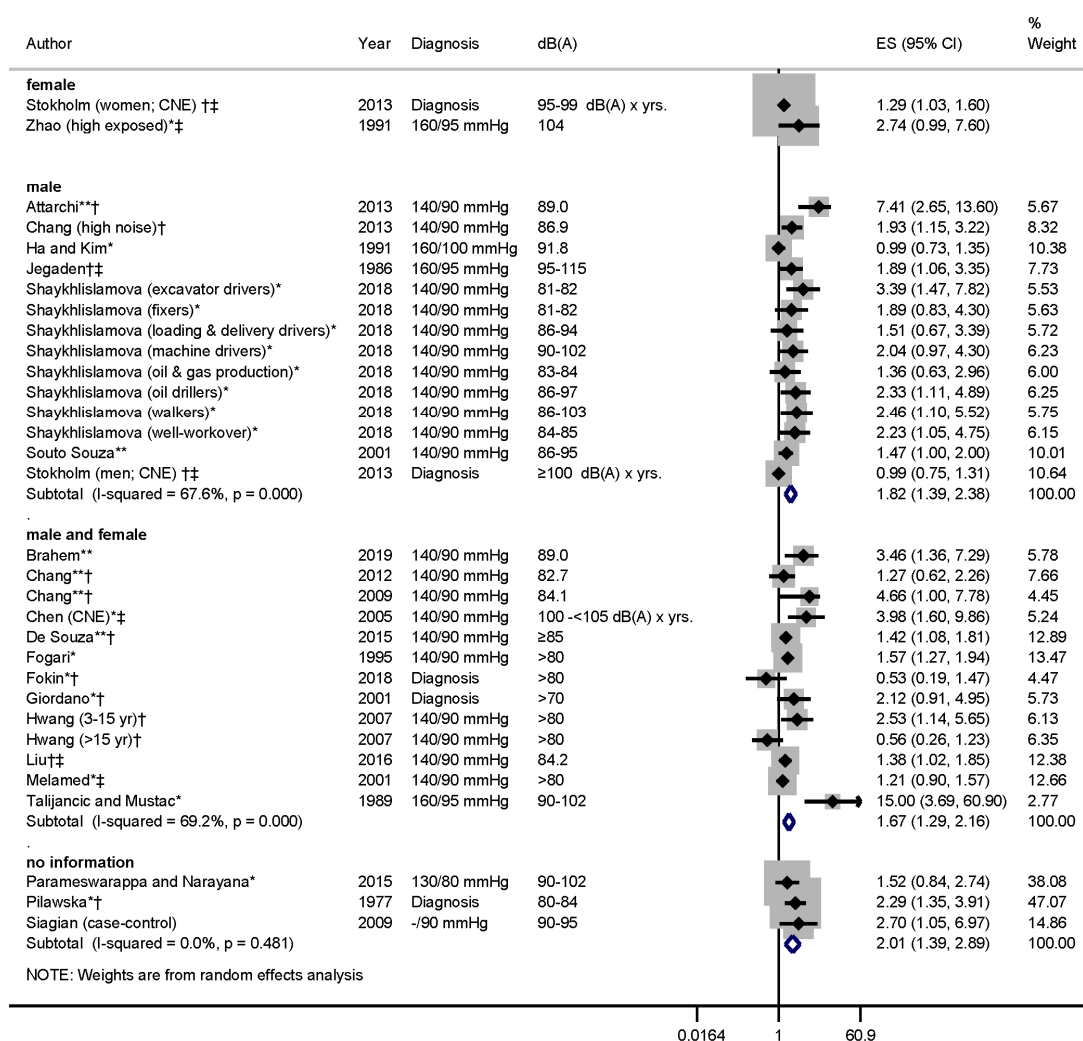 %
Author Year Diagnosis dB(A) ES (95% CI) Weight
female
Stokholm (women; CNE) †‡ 2013 Diagnosis 95-99 dB(A) x yrs. 1.29 (1.03, 1.60)
Zhao (high exposed)*‡ 1991 160/95 mmHg 104 2.74 (0.99, 7.60)
male
Attarchi**† 2013 140/90 mmHg 89.0 7.41 (2.65, 13.60) 5.67
Chang (high noise)† 2013 140/90 mmHg 86.9 1.93 (1.15, 3.22) 8.32
Ha and Kim* 1991 160/100 mmHg 91.8 0.99 (0.73, 1.35) 10.38
Jegaden†‡ 1986 160/95 mmHg 95-115 1.89 (1.06, 3.35) 7.73
Shaykhlislamova (excavator drivers)* 2018 140/90 mmHg 81-82 3.39 (1.47, 7.82) 5.53
Shaykhlislamova (fixers)* 2018 140/90 mmHg 81-82 1.89 (0.83, 4.30) 5.63
Shaykhlislamova (loading & delivery drivers)* 2018 140/90 mmHg 86-94 1.51 (0.67, 3.39) 5.72
Shaykhlislamova (machine drivers)* 2018 140/90 mmHg 90-102 2.04 (0.97, 4.30) 6.23
Shaykhlislamova (oil & gas production)* 2018 140/90 mmHg 83-84 1.36 (0.63, 2.96) 6.00
Shaykhlislamova (oil drillers)* 2018 140/90 mmHg 86-97 2.33 (1.11, 4.89) 6.25
Shaykhlislamova (walkers)* 2018 140/90 mmHg 86-103 2.46 (1.10, 5.52) 5.75
Shaykhlislamova (well-workover)* 2018 140/90 mmHg 84-85 2.23 (1.05, 4.75) 6.15
Souto Souza** 2001 140/90 mmHg 86-95 1.47 (1.00, 2.00) 10.01
Stokholm (men; CNE) †‡ 2013 Diagnosis ≥100 dB(A) x yrs. 0.99 (0.75, 1.31) 10.64
Subtotal (I-squared = 67.6%, p = 0.000) 1.82 (1.39, 2.38) 100.00
.
male and female
Brahem** 2019 140/90 mmHg 89.0 3.46 (1.36, 7.29) 5.78
Chang**† 2012 140/90 mmHg 82.7 1.27 (0.62, 2.26) 7.66
Chang**† 2009 140/90 mmHg 84.1 4.66 (1.00, 7.78) 4.45
Chen (CNE)*‡ 2005 140/90 mmHg 100 -<105 dB(A) x yrs. 3.98 (1.60, 9.86) 5.24
De Souza**† 2015 140/90 mmHg ≥85 1.42 (1.08, 1.81) 12.89
Fogari* 1995 140/90 mmHg >80 1.57 (1.27, 1.94) 13.47
Fokin*† 2018 Diagnosis >80 0.53 (0.19, 1.47) 4.47
Giordano*† 2001 Diagnosis >70 2.12 (0.91, 4.95) 5.73
Hwang (3-15 yr)† 2007 140/90 mmHg >80 2.53 (1.14, 5.65) 6.13
Hwang (>15 yr)† 2007 140/90 mmHg >80 0.56 (0.26, 1.23) 6.35
Liu†‡ 2016 140/90 mmHg 84.2 1.38 (1.02, 1.85) 12.38
Melamed*‡ 2001 140/90 mmHg >80 1.21 (0.90, 1.57) 12.66
Talijancic and Mustac* 1989 160/95 mmHg 90-102 15.00 (3.69, 60.90) 2.77
Subtotal (I-squared = 69.2%, p = 0.000) 1.67 (1.29, 2.16) 100.00
.
no information
Parameswarappa and Narayana* 2015 130/80 mmHg 90-102 1.52 (0.84, 2.74) 38.08
Pilawska*† 1977 Diagnosis 80-84 2.29 (1.35, 3.91) 47.07
Siagian (case-control) 2009 -/90 mmHg 90-95 2.70 (1.05, 6.97) 14.86
Subtotal (I-squared = 0.0%, p = 0.481) 2.01 (1.39, 2.89) 100.00
NOTE: Weights are from random effects analysis
0.0164 1 60.9